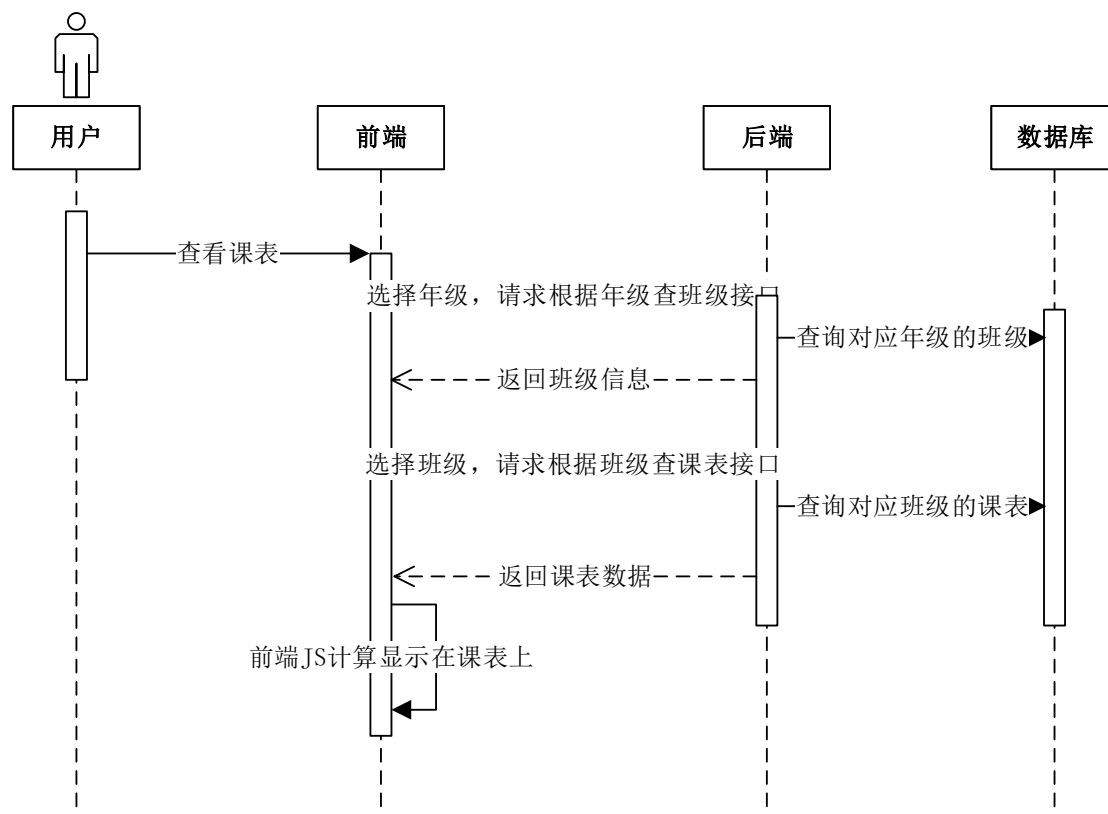 用户
前端
后端
数据库
查看课表
选择年级，请求根据年级查班级接口
查询对应年级的班级
返回班级信息
选择班级，请求根据班级查课表接口
查询对应班级的课表
返回课表数据
前端JS计算显示在课表上